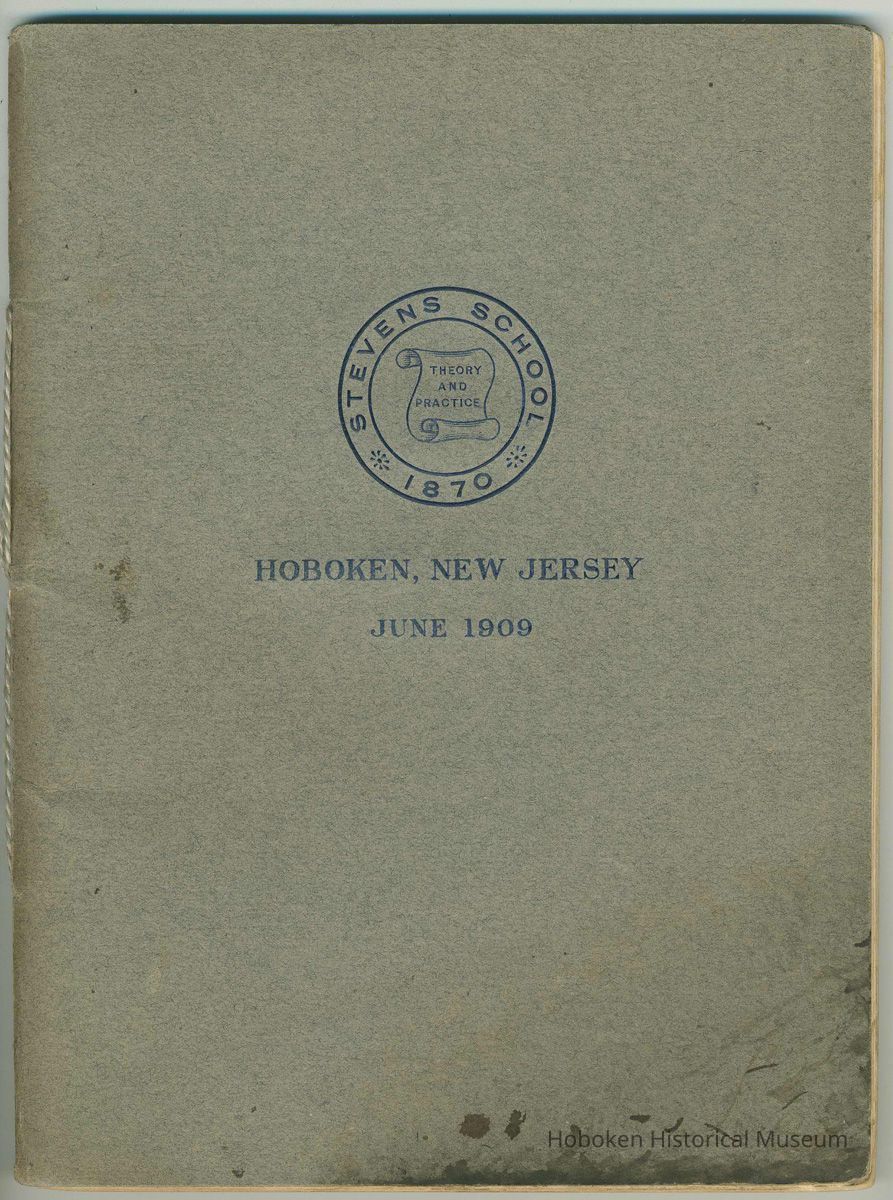 STEVENS SCHOOL
THEORY
AND
PRACTICE
1870
HOBOKEN, NEW JERSEY
JUNE 1909
Hoboken Historical Museum